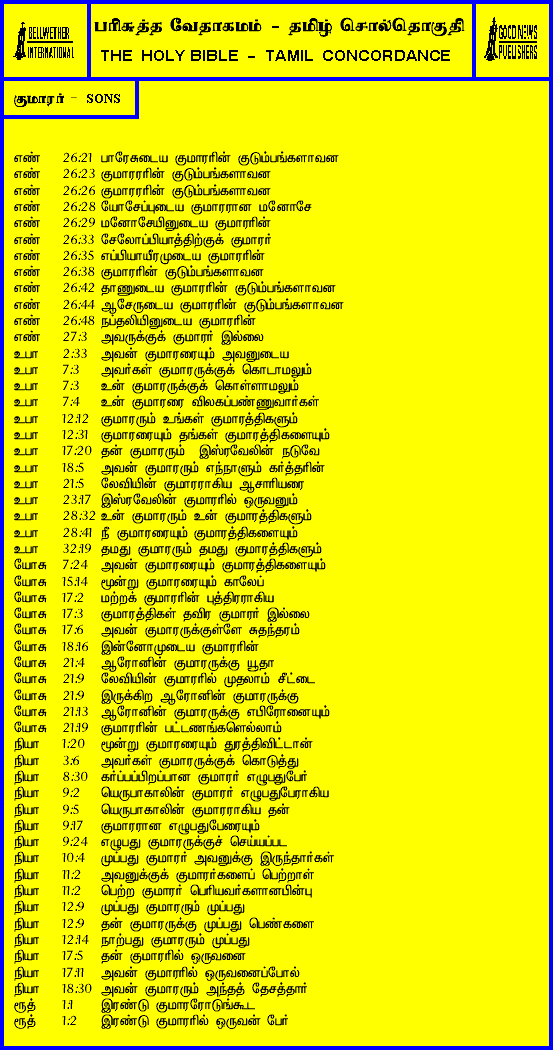 BELLWETHER
INTERNATIONAL
பரிசுத்த வேதாகமம் - தமிழ் சொல்தொகுதி
THE HOLY BIBLE - TAMIL CONCORDANCE
GOOD NEWS
PUBLISHERS
குமாரர் - SONS
எண் 26:21 பாரேசுடைய குமாரரின் குடும்பங்களாவன
எண் 26:23 குமாரரரின் குடும்பங்களாவன
எண் 26:26 குமாரரரின் குடும்பங்களாவன
எண் 26:28 யோசேப்புடைய குமாரரான மனோசே
எண் 26:29 மனோசேயினுடைய குமாரரின்
எண் 26:33 சேலோப்பியாத்திற்குக் குமாரர்
எண் 26:35 எப்பியாயீரமுடைய குமாரரின்
எண் 26:38 குமாரரின் குடும்பங்களாவன
எண் 26:42 தாணுடைய குமாரரின் குடும்பங்களாவன
எண் 26:44 ஆசேருடைய குமாரரின் குடும்பங்களாவன
எண் 26:48 நப்தலியினுடைய குமாரரின்
எண் 27:3 அவருக்குக் குமாரர் இல்லை
உபா 2:33 அவன் குமாரரையும் அவனுடைய
உபா 7:3 அவர்கள் குமாரருக்குக் கொடாமலும்
உபா 7:3 உன் குமாரருக்குக் கொள்ளாமலும்
உபா 7:4 உன் குமாரரை விலகப்பண்ணுவார்கள்
உபா 12:12 குமாரரும் உங்கள் குமாரத்திகளும்
உபா 12:31 குமாரரையும் தங்கள் குமாரத்திகளையும்
உபா 17:20 தன் குமாரரும் இஸ்ரவேலின் நடுவே
உபா 18:5 அவன் குமாரரும் எந்நாளும் கர்த்தரின்
உபா 21:5 லேவியின் குமாரராகிய ஆசாரியரை
உபா 23:17 இஸ்ரவேலின் குமாரரில் ஒருவனும்
உபா 28:32 உன் குமாரரும் உன் குமாரத்திகளும்
உபா 28:41 நீ குமாரரையும் குமாரத்திகளையும்
உபா 32:19 தமது குமாரரும் தமது குமாரத்திகளும்
யோசு 7:24 அவன் குமாரரையும் குமாரத்திகளையும்
யோசு 15:14 மூன்று குமாரரையும் காலேப்
யோசு 17:2 மற்றக் குமாரரின் புத்திரராகிய
யோசு 17:3 குமாரத்திகள் தவிர குமாரர் இல்லை
யோசு 17:6 அவன் குமாரருக்குள்ளே சுதந்தரம்
யோசு 18:16 இன்னோமுடைய குமாரரின்
யோசு 21:4 ஆரோனின் குமாரருக்கு யூதா
யோசு 21:9 லேவியின் குமாரரில் முதலாம் சீட்டை
யோசு 21:9 இருக்கிற ஆரோனின் குமாரருக்கு
யோசு 21:13 ஆரோனின் குமாரருக்கு எபிரோனையும்
யோசு 21:19 குமாரரின் பட்டணங்களெல்லாம்
நியா 1:20 மூன்று குமாரரையும் துரத்திவிட்டான்
நியா 3:6 அவர்கள் குமாரருக்குக் கொடுத்து
நியா 8:30 கர்ப்பப்பிறப்பான குமாரர் எழுபதுபேர்
நியா 9:2 யெருபாகாலின் குமாரர் எழுபதுபேராகிய
நியா 9:5 யெருபாகாலின் குமாரராகிய தன்
நியா 9:17 குமாரரான எழுபதுபேரையும்
நியா 9:24 எழுபது குமாரருக்குச் செய்யப்பட
நியா 10:4 முப்பது குமாரர் அவனுக்கு இருந்தார்கள்
நியா 11:2 அவனுக்குக் குமாரர்களைப் பெற்றாள்
நியா 11:2 பெற்ற குமாரர் பெரியவர்களானபின்பு
நியா 12:9 முப்பது குமாரரும் முப்பது
நியா 12:9 தன் குமாரருக்கு முப்பது பெண்களை
நியா 12:14 நாற்பது குமாரரும் முப்பது
நியா 17:5 தன் குமாரரில் ஒருவனை
நியா 17:11 அவன் குமாரரில் ஒருவனைப்போல்
நியா 18:30 அவன் குமாரரும் அந்தத் தேசத்தார்
ரூத் 1:1 இரண்டு குமாரரோடுங்கூட
ரூத் 1:2 இரண்டு குமாரரில் ஒருவன் பேர்